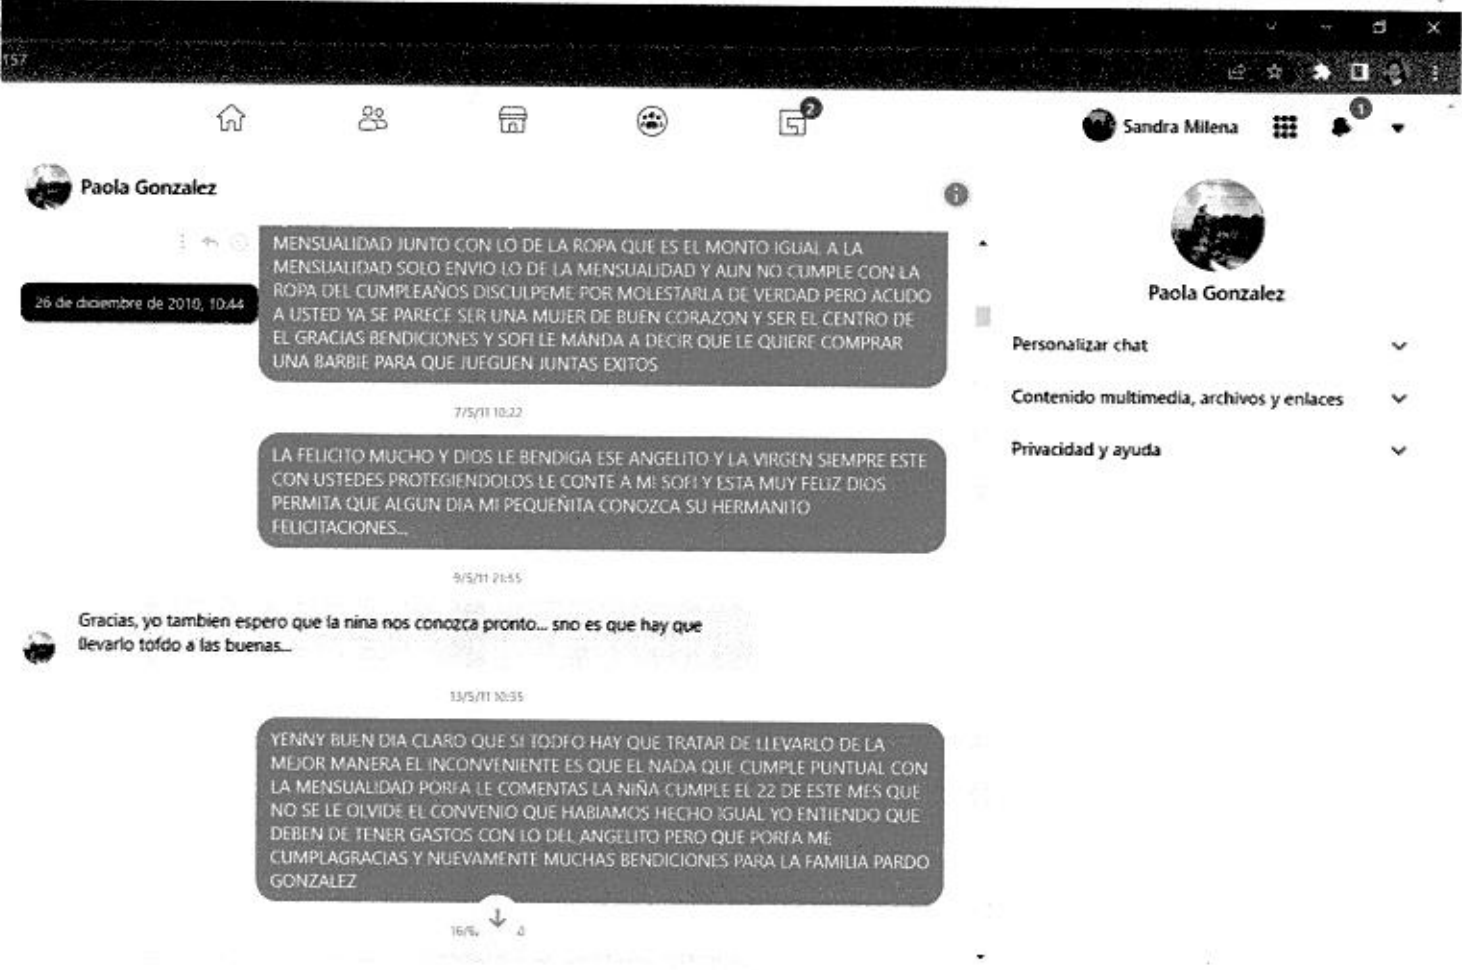 157
2
Sandra Milena
1
Paola Gonzalez
MENSUALIDAD JUNTO CON LO DE LA ROPA QUE ES EL MONTO IGUAL A LA
MENSUALIDAD SOLO ENVIO LO DE LA MENSUALIDAD Y AUN NO CUMPLE CON LA
ROPA DEL CUMPLEAÑOS DISCULPEME POR MOLESTARLA DE VERDAD PERO ACUDO
A USTED YA SE PARECE SER UNA MUJER DE BUEN CORAZON Y SER EL CENTRO DE
EL GRACIAS BENDICIONES Y SOFI LE MANDA A DECIR QUE LE QUIERE COMPRAR
UNA BARBIE PARA QUE JUEGUEN JUNTAS EXITOS
26 de diciembre de 2010, 10:44
7/5/11 10:22
LA FELICITO MUCHO Y DIOS LE BENDIGA ESE ANGELITO Y LA VIRGEN SIEMPRE ESTE
CON USTEDES PROTEGIENDOLOS LE CONTE A MI SOFI Y ESTA MUY FELIZ DIOS
PERMITA QUE ALGUN DIA MI PEQUEÑITA CONOZCA SU HERMANITO
FELICITACIONES...
9/5/11 21:55
Gracias, yo tambien espero que la nina nos conozca pronto... sno es que hay que
llevarlo tofdo a las buenas...
13/5/11 10:35
YENNY BUEN DIA CLARO QUE SI TODFO HAY QUE TRATAR DE LLEVARLO DE LA
MEJOR MANERA EL INCONVENIENTE ES QUE EL NADA QUE CUMPLE PUNTUAL CON
LA MENSUALIDAD PORFA LE COMENTAS LA NIÑA CUMPLE EL 22 DE ESTE MES QUE
NO SE LE OLVIDE EL CONVENIO QUE HABIAMOS HECHO IGUAL YO ENTIENDO QUE
DEBEN DE TENER GASTOS CON LO DEL ANGELITO PERO QUE PORFA ME
CUMPLAGRACIAS Y NUEVAMENTE MUCHAS BENDICIONES PARA LA FAMILIA PARDO
GONZALEZ
Paola Gonzalez
Personalizar chat
Contenido multimedia, archivos y enlaces
Privacidad y ayuda